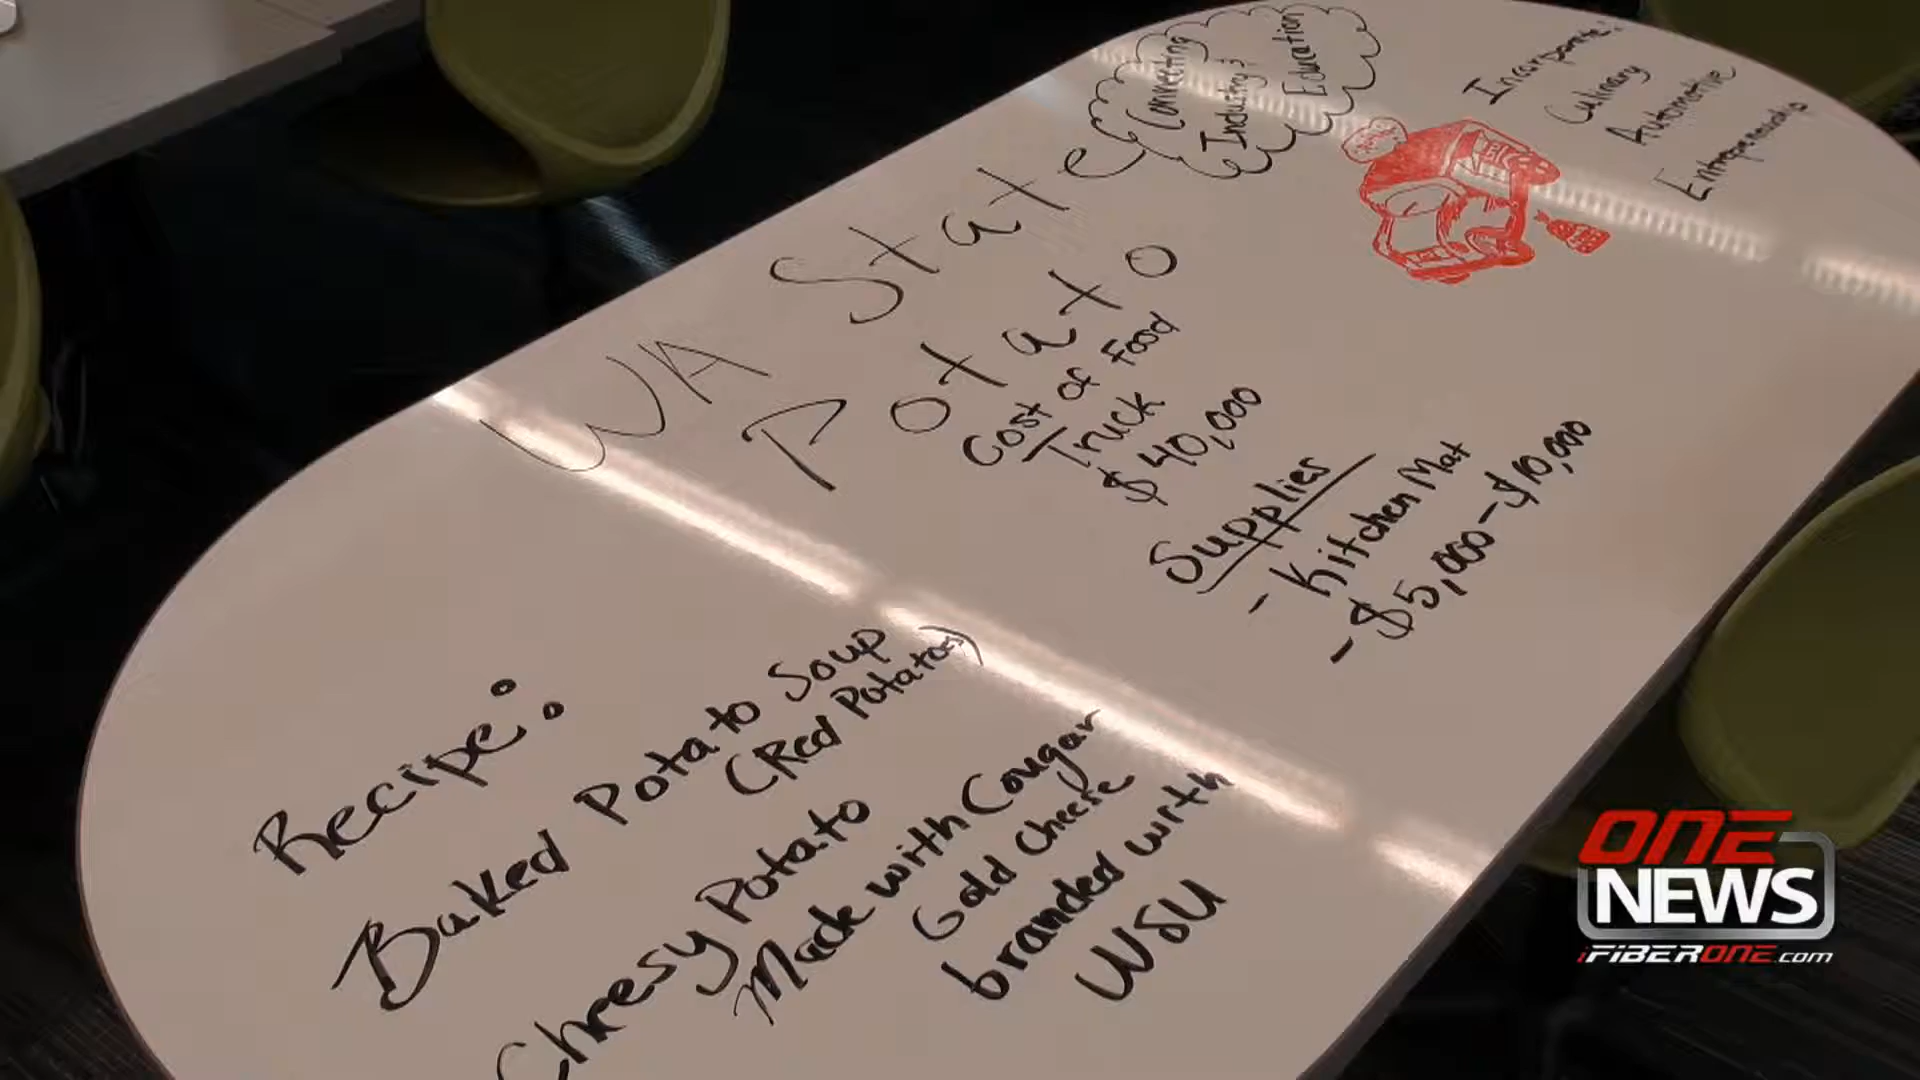 Connecting
Industry &
Education
Incorporate:
Culinary
Automotive
Entrepreneurship
WA State
Potato
Cost of Food
Truck
$40,000
Supplies
- Kitchen Mat
- $5,000-$10,000
Recipe:
Baked Potato Soup
(Red Potatoes)
Cheesy Potato
Made with Cougar
Gold Cheese
branded with
WSU
ONE
NEWS
iFIBERONE.com